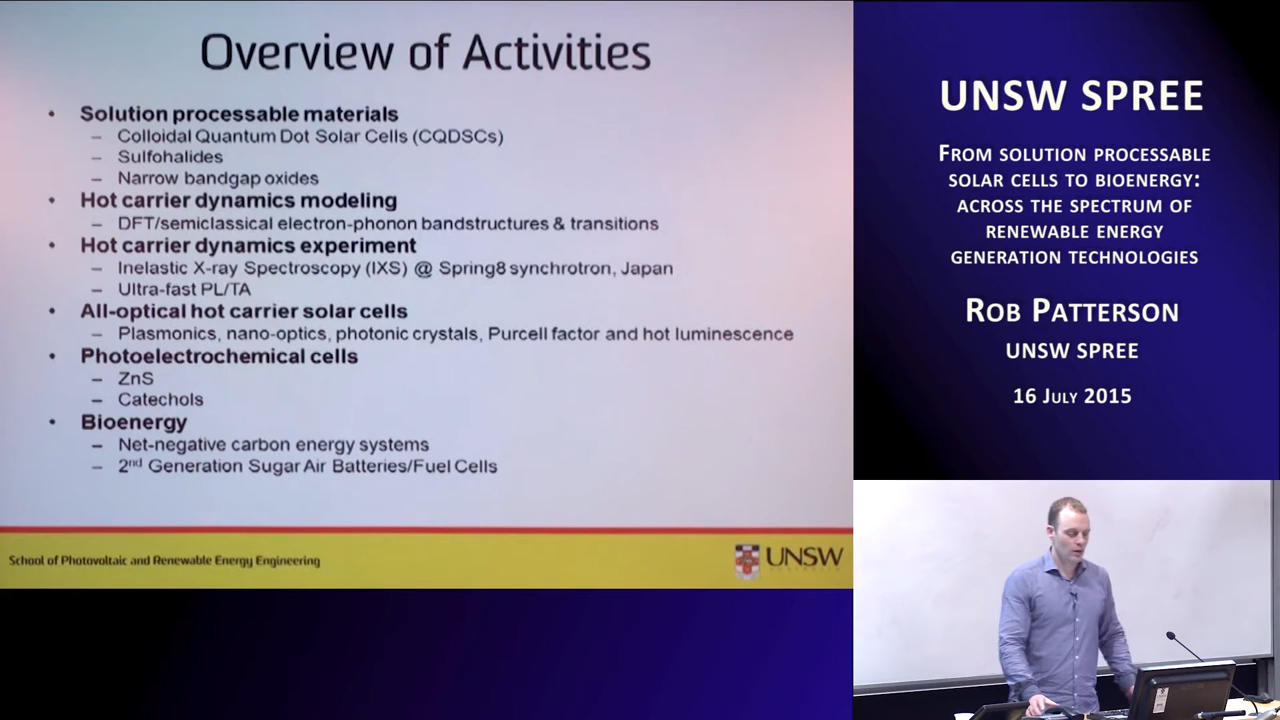 Overview of Activities
• Solution processable materials
– Colloidal Quantum Dot Solar Cells (CQDSCs)
– Sulfohalides
– Narrow bandgap oxides
• Hot carrier dynamics modeling
– DFT/semiclassical electron-phonon bandstructures & transitions
• Hot carrier dynamics experiment
– Inelastic X-ray Spectroscopy (IXS) @ Spring8 synchrotron, Japan
– Ultra-fast PL/TA
• All-optical hot carrier solar cells
– Plasmonics, nano-optics, photonic crystals, Purcell factor and hot luminescence
• Photoelectrochemical cells
– ZnS
– Catechols
• Bioenergy
– Net-negative carbon energy systems
– 2nd Generation Sugar Air Batteries/Fuel Cells
School of Photovoltaic and Renewable Energy Engineering
UNSW
UNSW SPREE
From solution processable
solar cells to bioenergy:
across the spectrum of
renewable energy
generation technologies
Rob Patterson
UNSW SPREE
16 July 2015